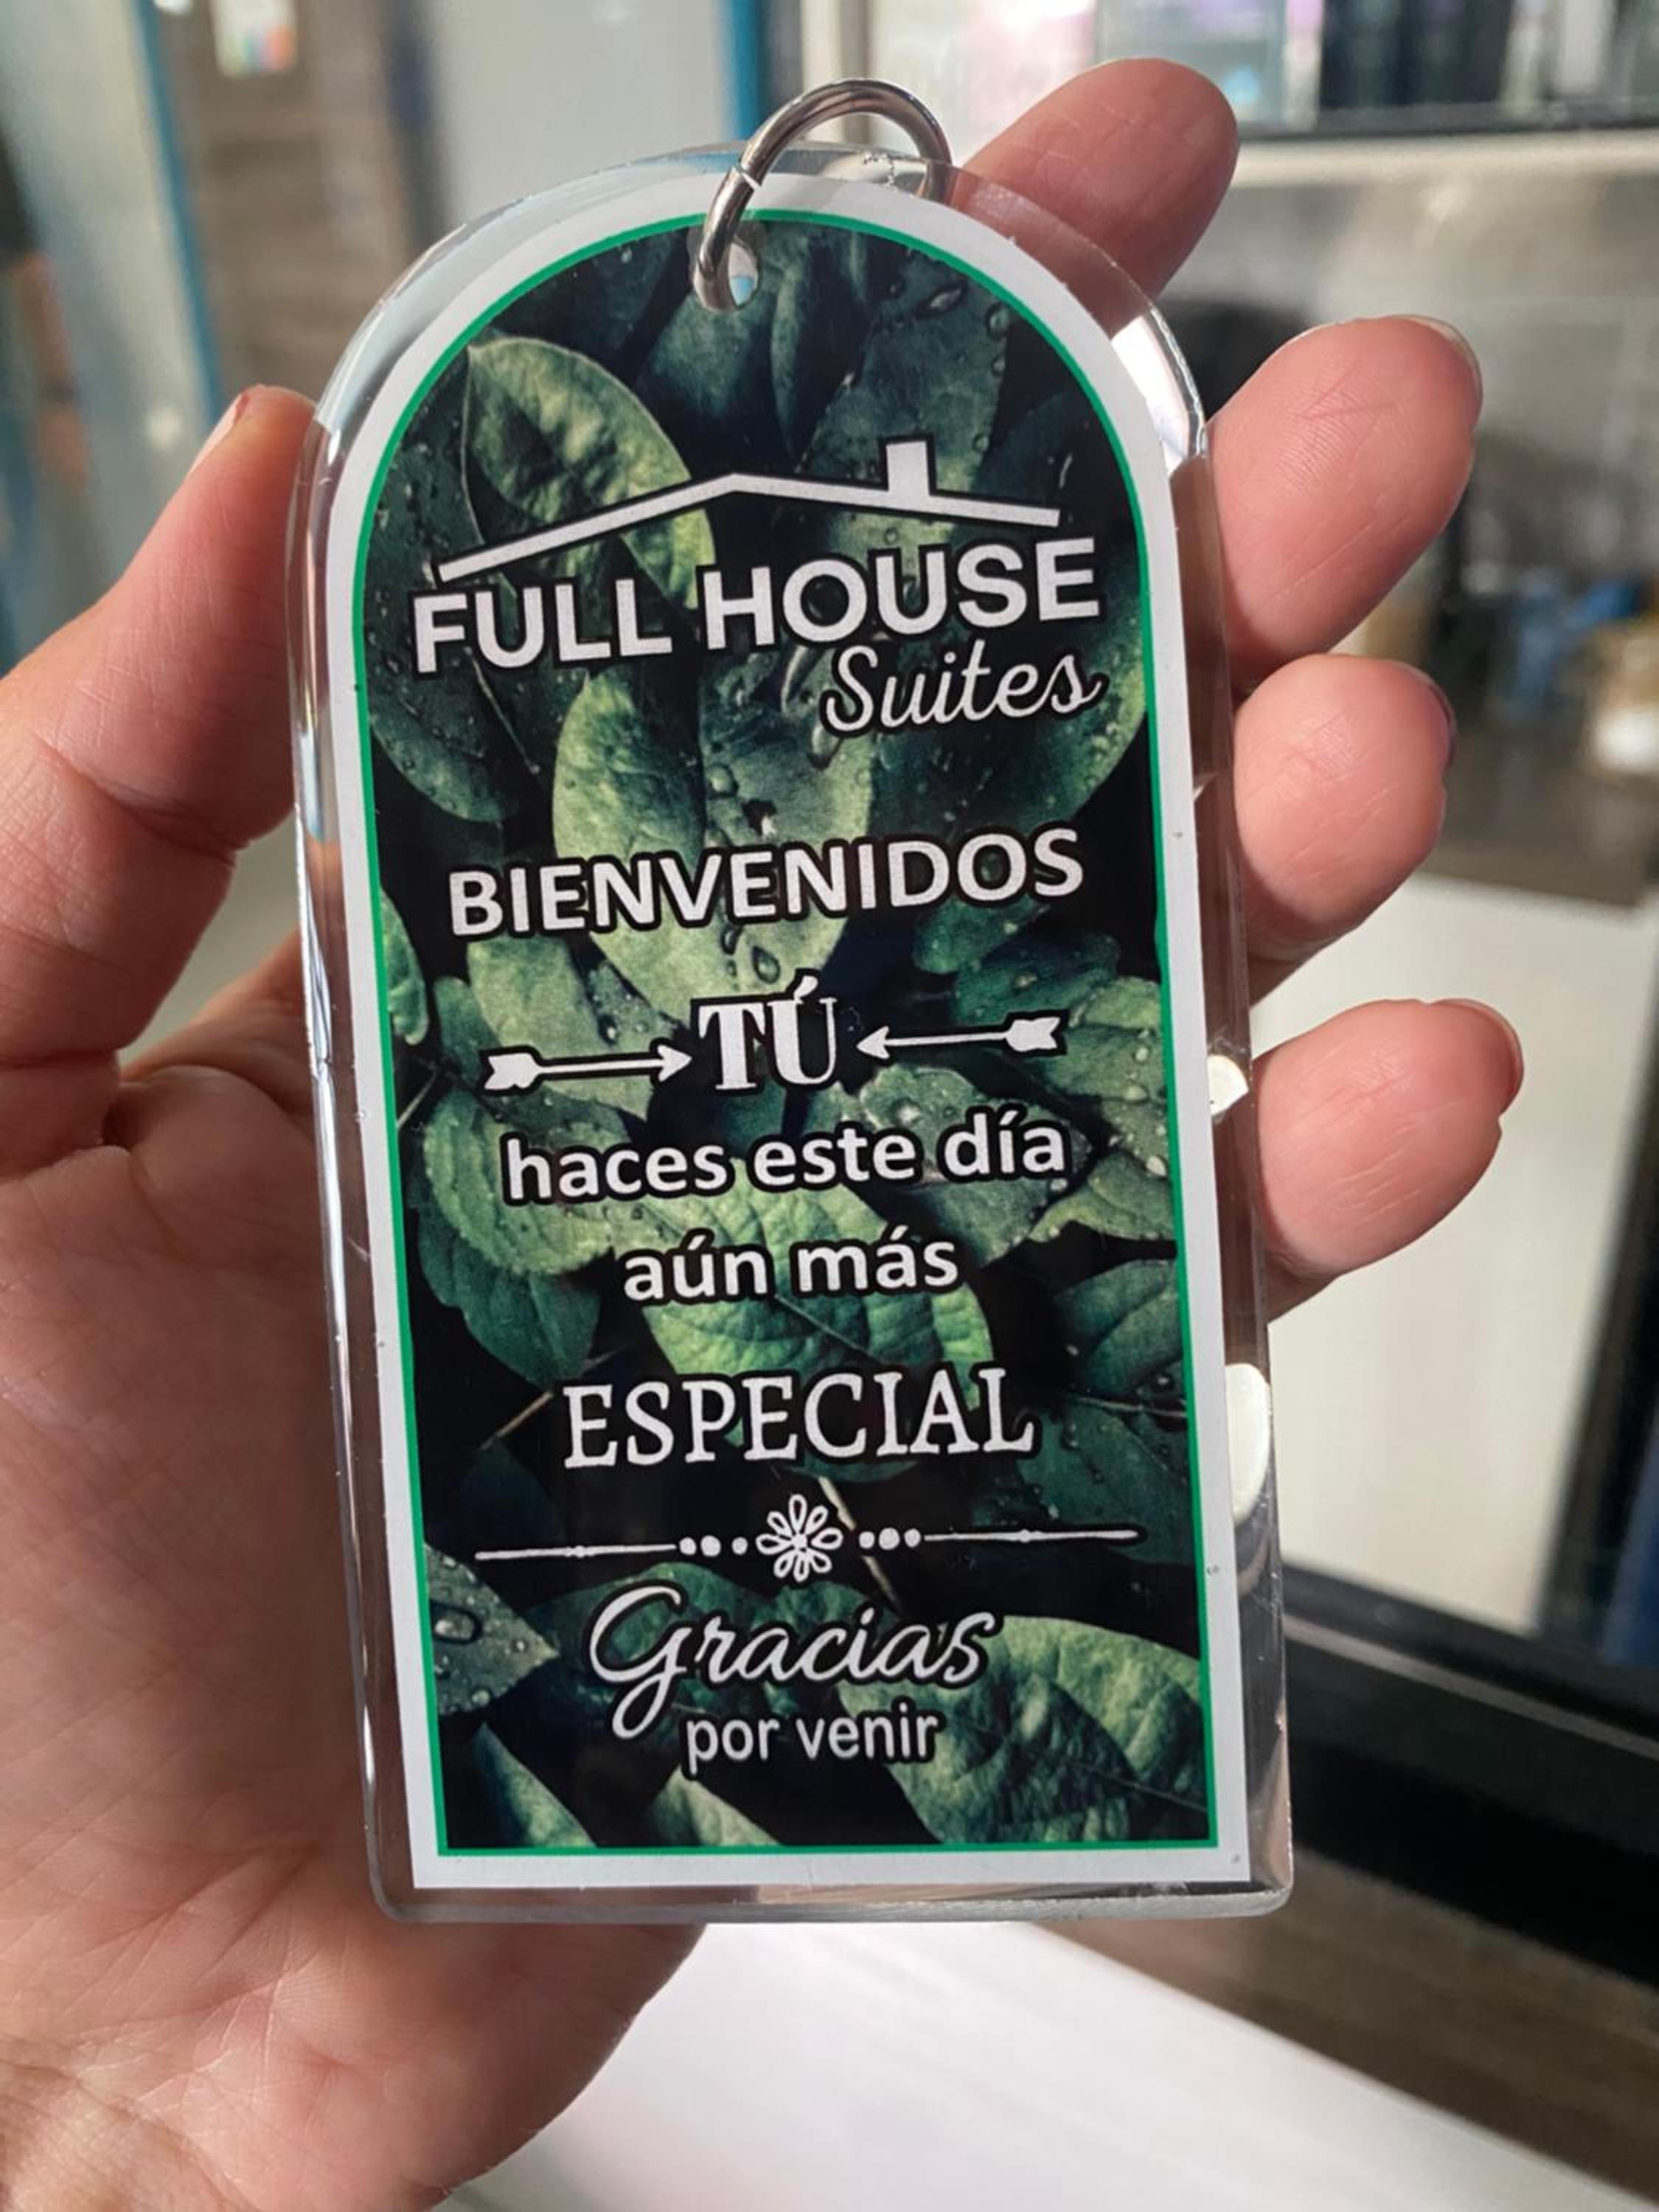 FULL HOUSE
Suites
BIENVENIDOS
TÚ
haces este día
aún más
ESPECIAL
Gracias
por venir